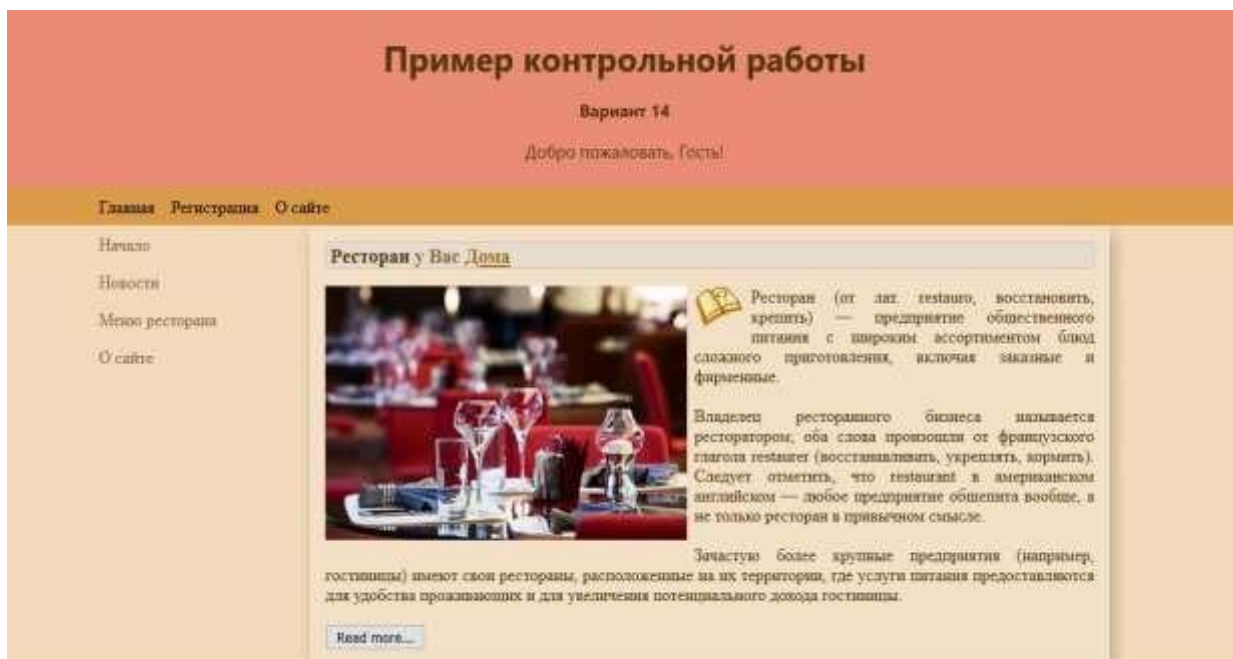 Пример контрольной работы
Вариант 14
Добро пожаловать, Гость!
Главная Регистрация О сайте
Начало
Новости
Меню ресторана
О сайте
Ресторан у Вас Дома
Ресторан (от лат. restauro, восстановить,
крепить) — предприятие общественного
питания с широким ассортиментом блюд
сложного приготовления, включая заказные и
фирменные.
Владелец ресторанного бизнеса называется
ресторатором, оба слова произошли от французского
глагола restaurer (восстанавливать, укреплять, кормить).
Следует отметить, что restaurant в американском
английском — любое предприятие общепита вообще, а
не только ресторан в привычном смысле.
Зачастую более крупные предприятия (например,
гостиницы) имеют свои рестораны, расположенные на их территории, где услуги питания предоставляются
для удобства проживающих и для увеличения потенциального дохода гостиницы.
Read more...